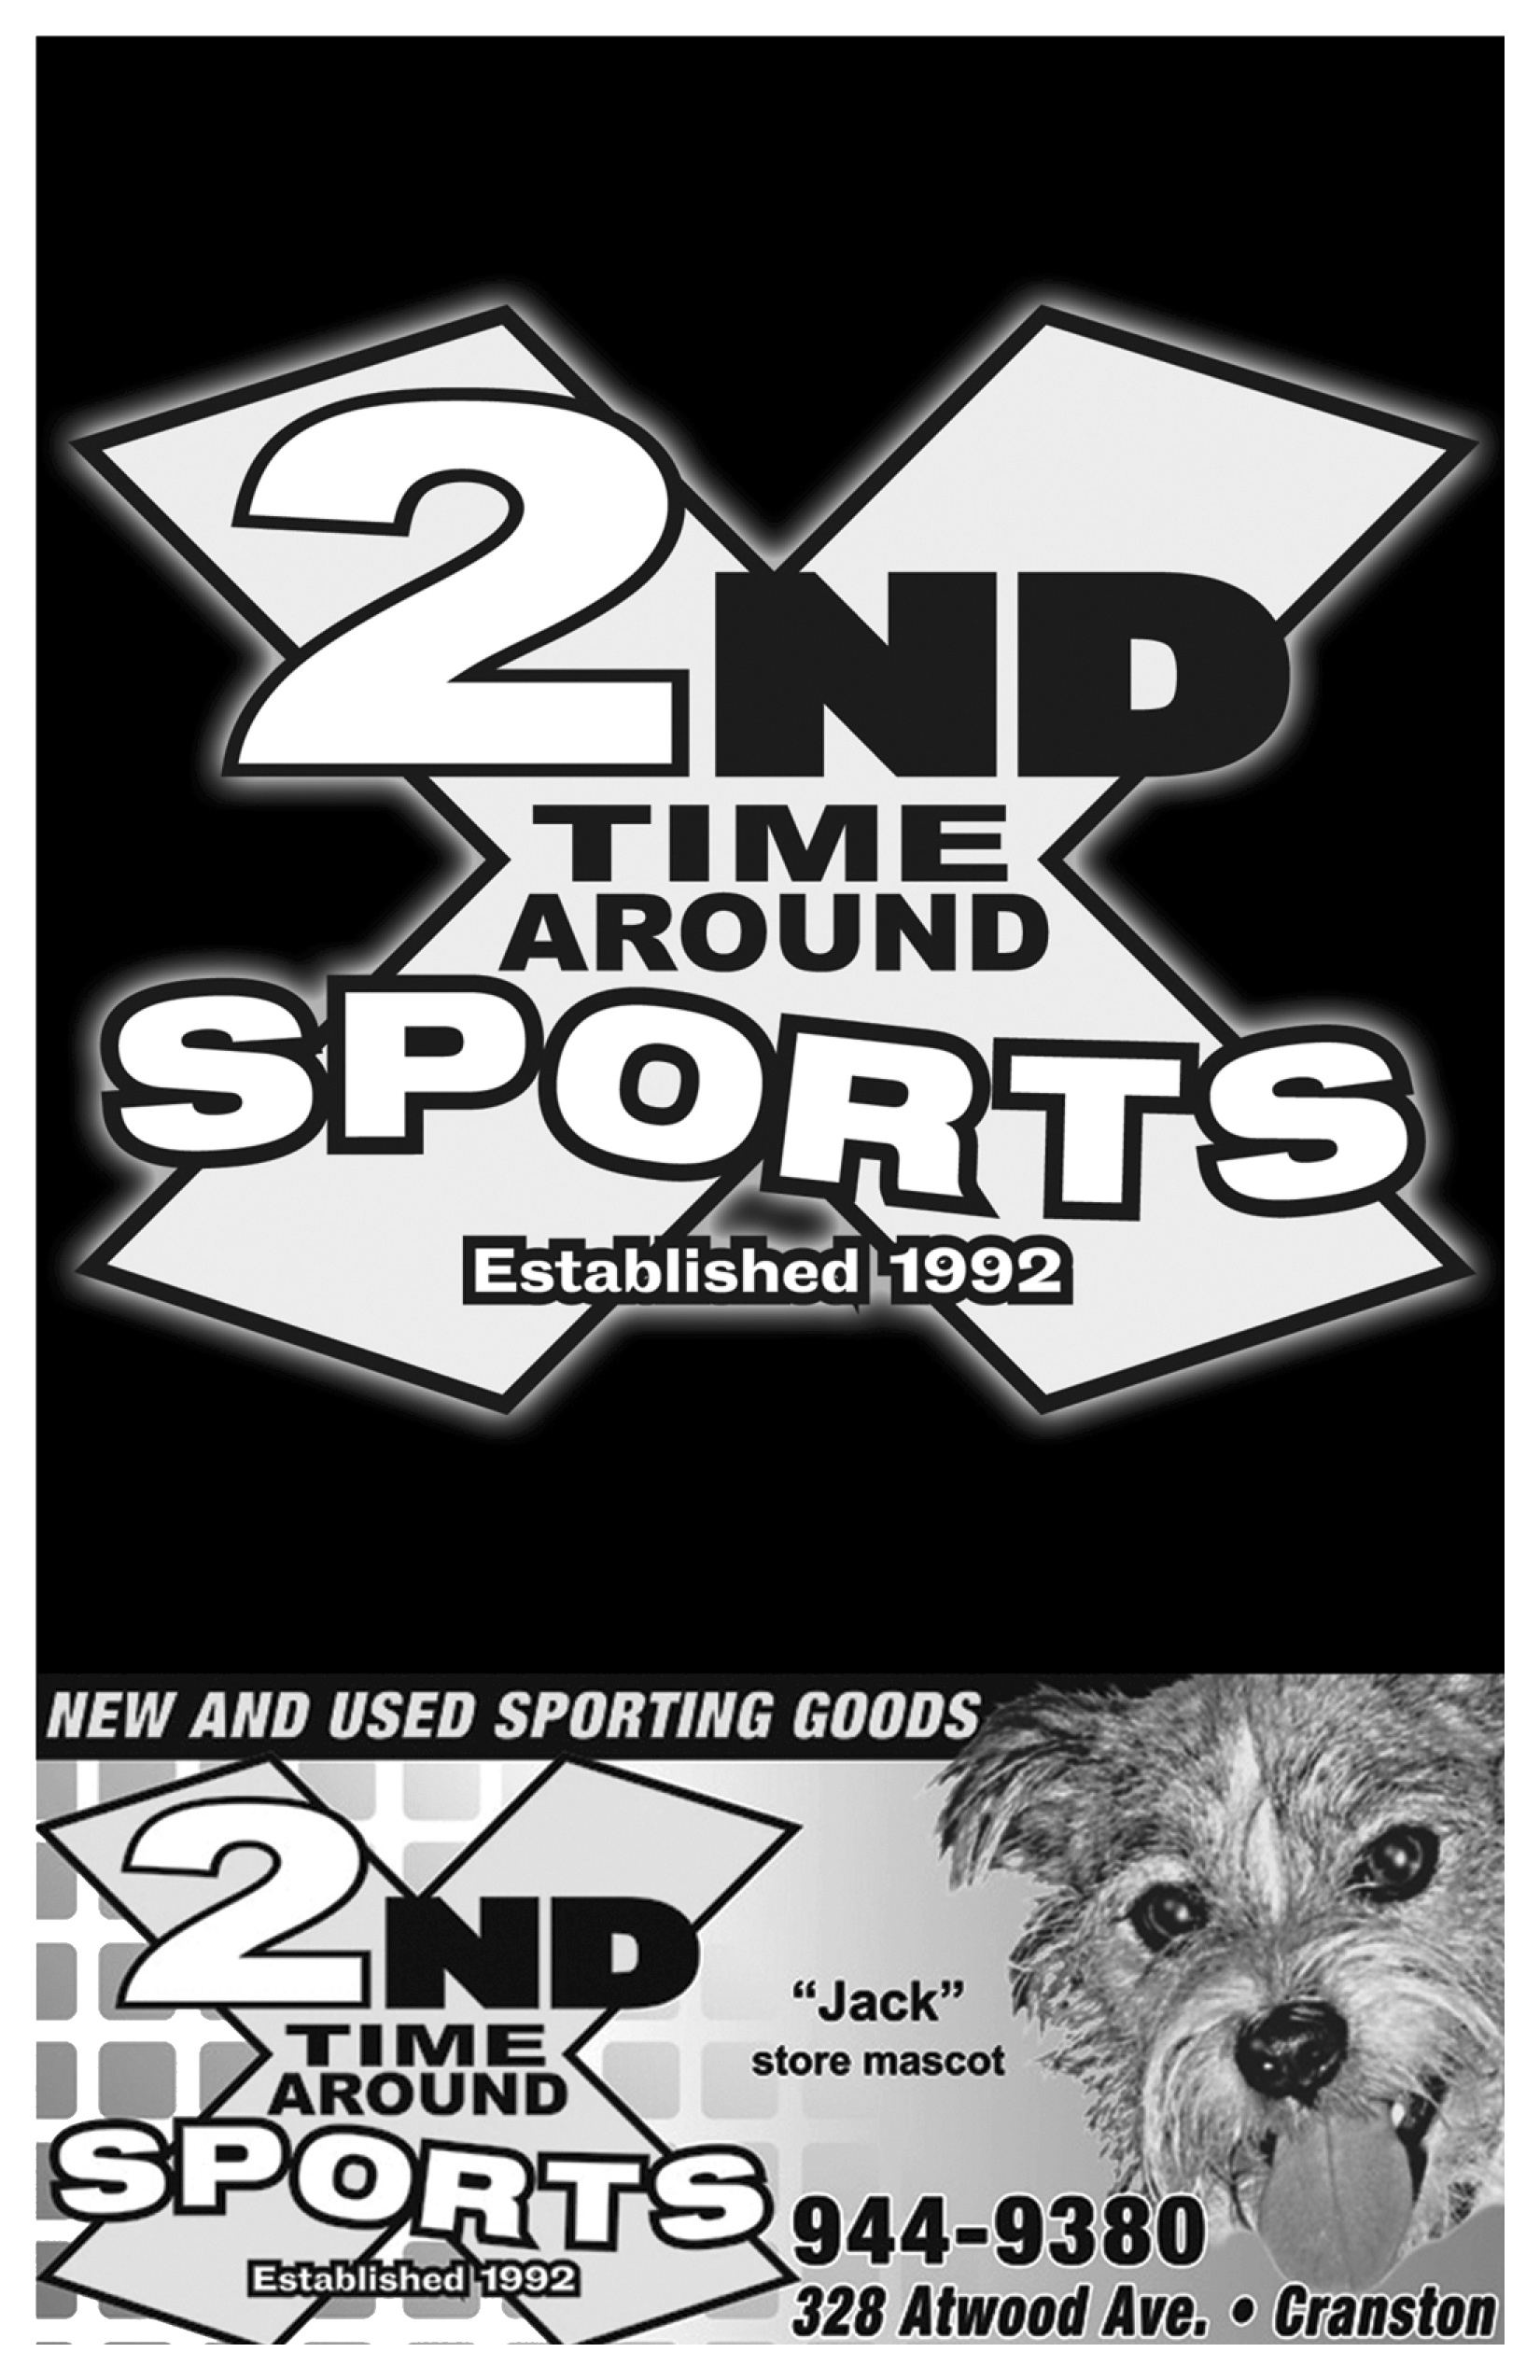 2ND
TIME
AROUND
SPORTS
Established 1992
NEW AND USED SPORTING GOODS
2ND
TIME
AROUND
SPORTS
Established 1992
“Jack”
store mascot
944-9380
328 Atwood Ave. • Cranston